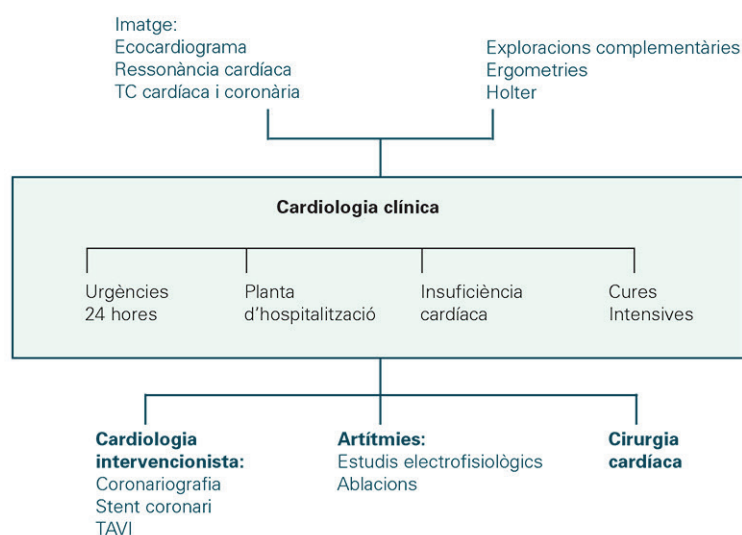 Imatge:
Ecocardiograma
Ressonància cardíaca
TC cardíaca i coronària
Exploracions complementàries
Ergometries
Holter
Cardiologia clínica
Urgències
24 hores
Planta
d'hospitalització
Insuficiència
cardíaca
Cures
Intensives
Cardiologia
intervencionista:
Coronariografia
Stent coronari
TAVI
Artítmies:
Estudis electrofisiològics
Ablacions
Cirurgia
cardíaca